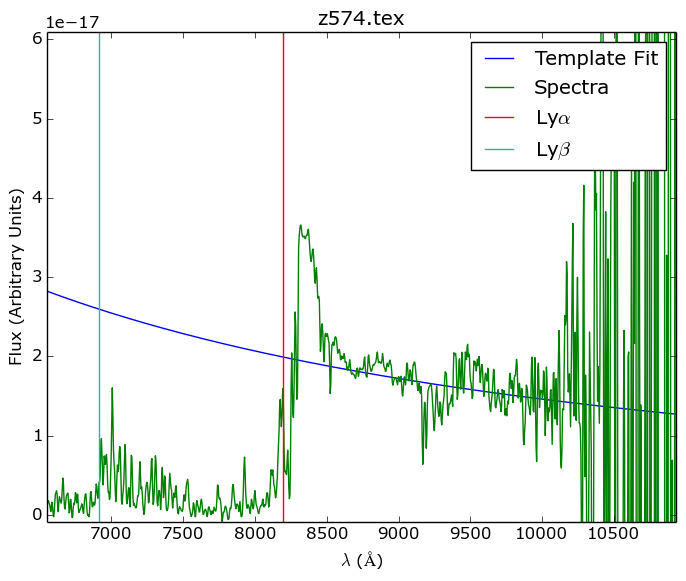 z574.tex
1e−17
6
5
4
3
2
1
0
Flux (Arbitrary Units)
Template Fit
Spectra
Lyα
Lyβ
7000 7500 8000 8500 9000 9500 10000 10500
λ (Å)